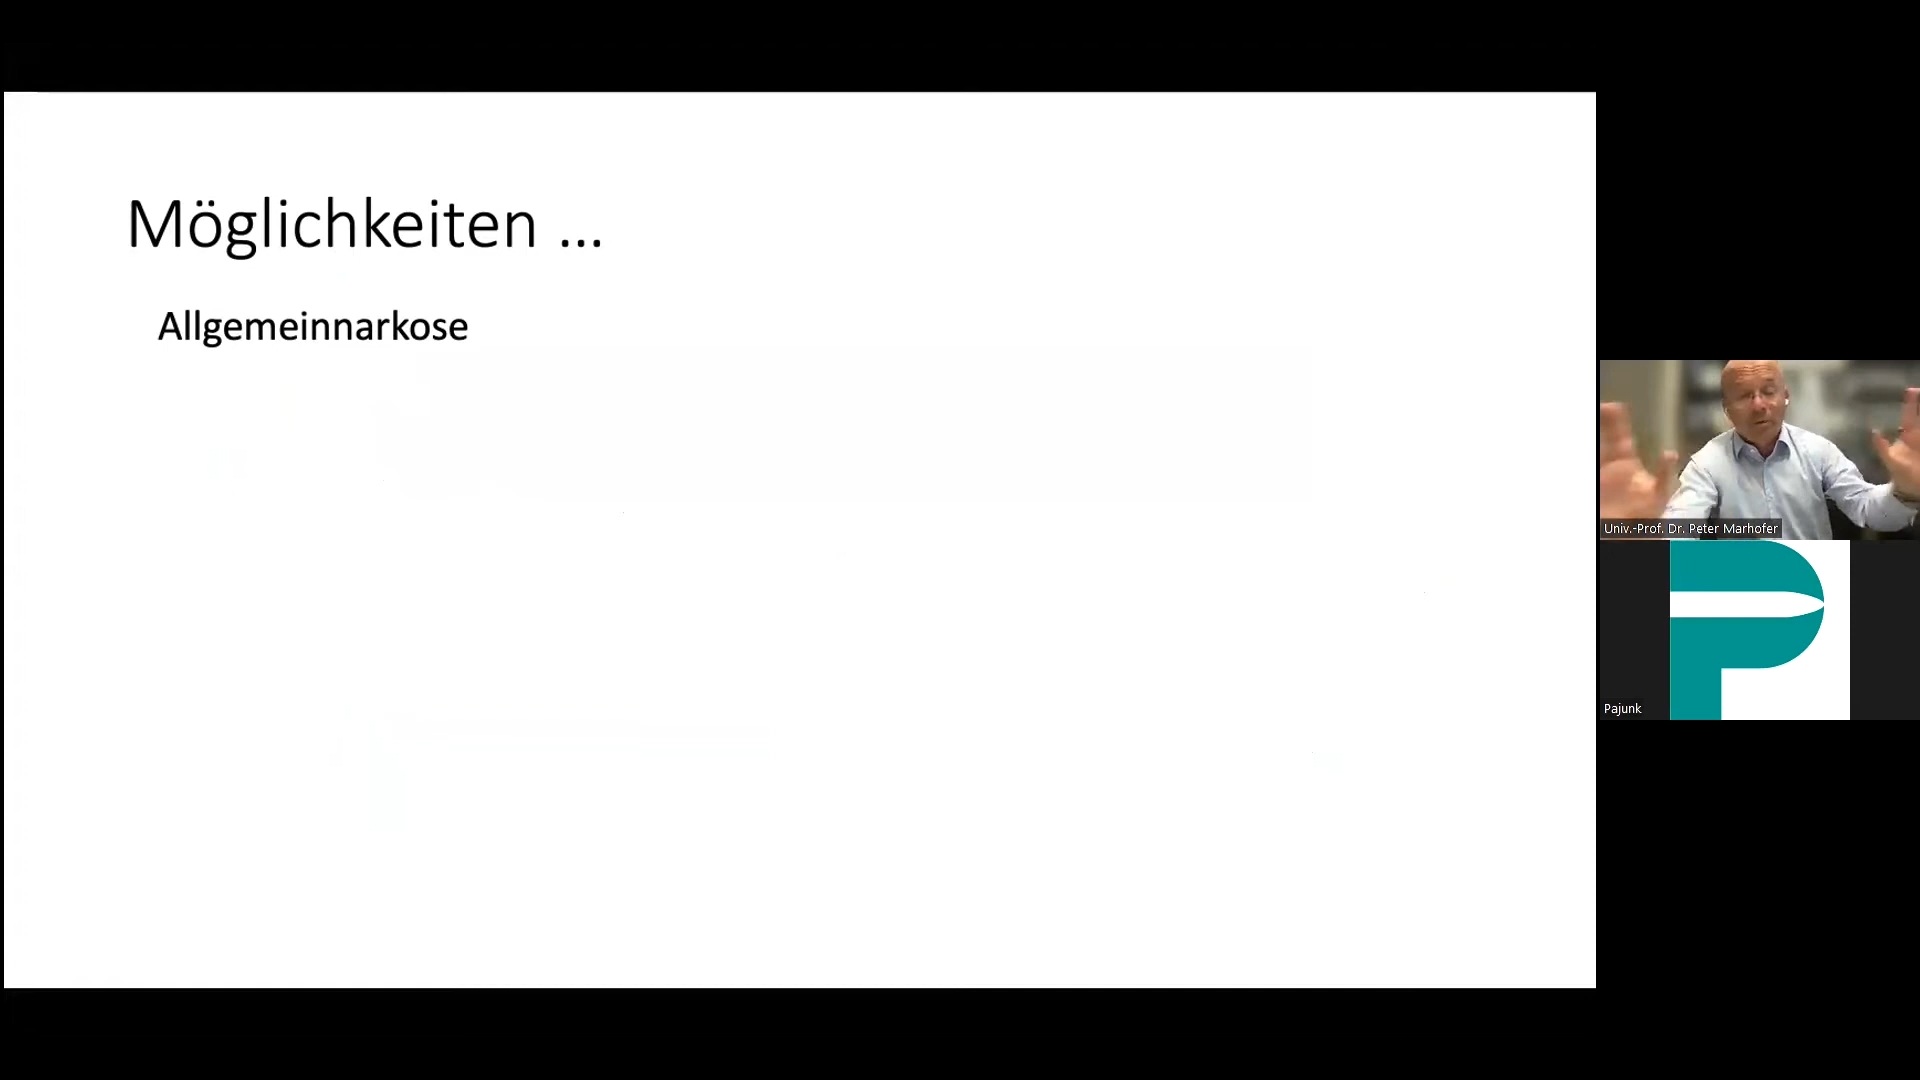 Möglichkeiten ...
Allgemeinnarkose
Univ.-Prof. Dr. Peter Marhofer
Pajunk